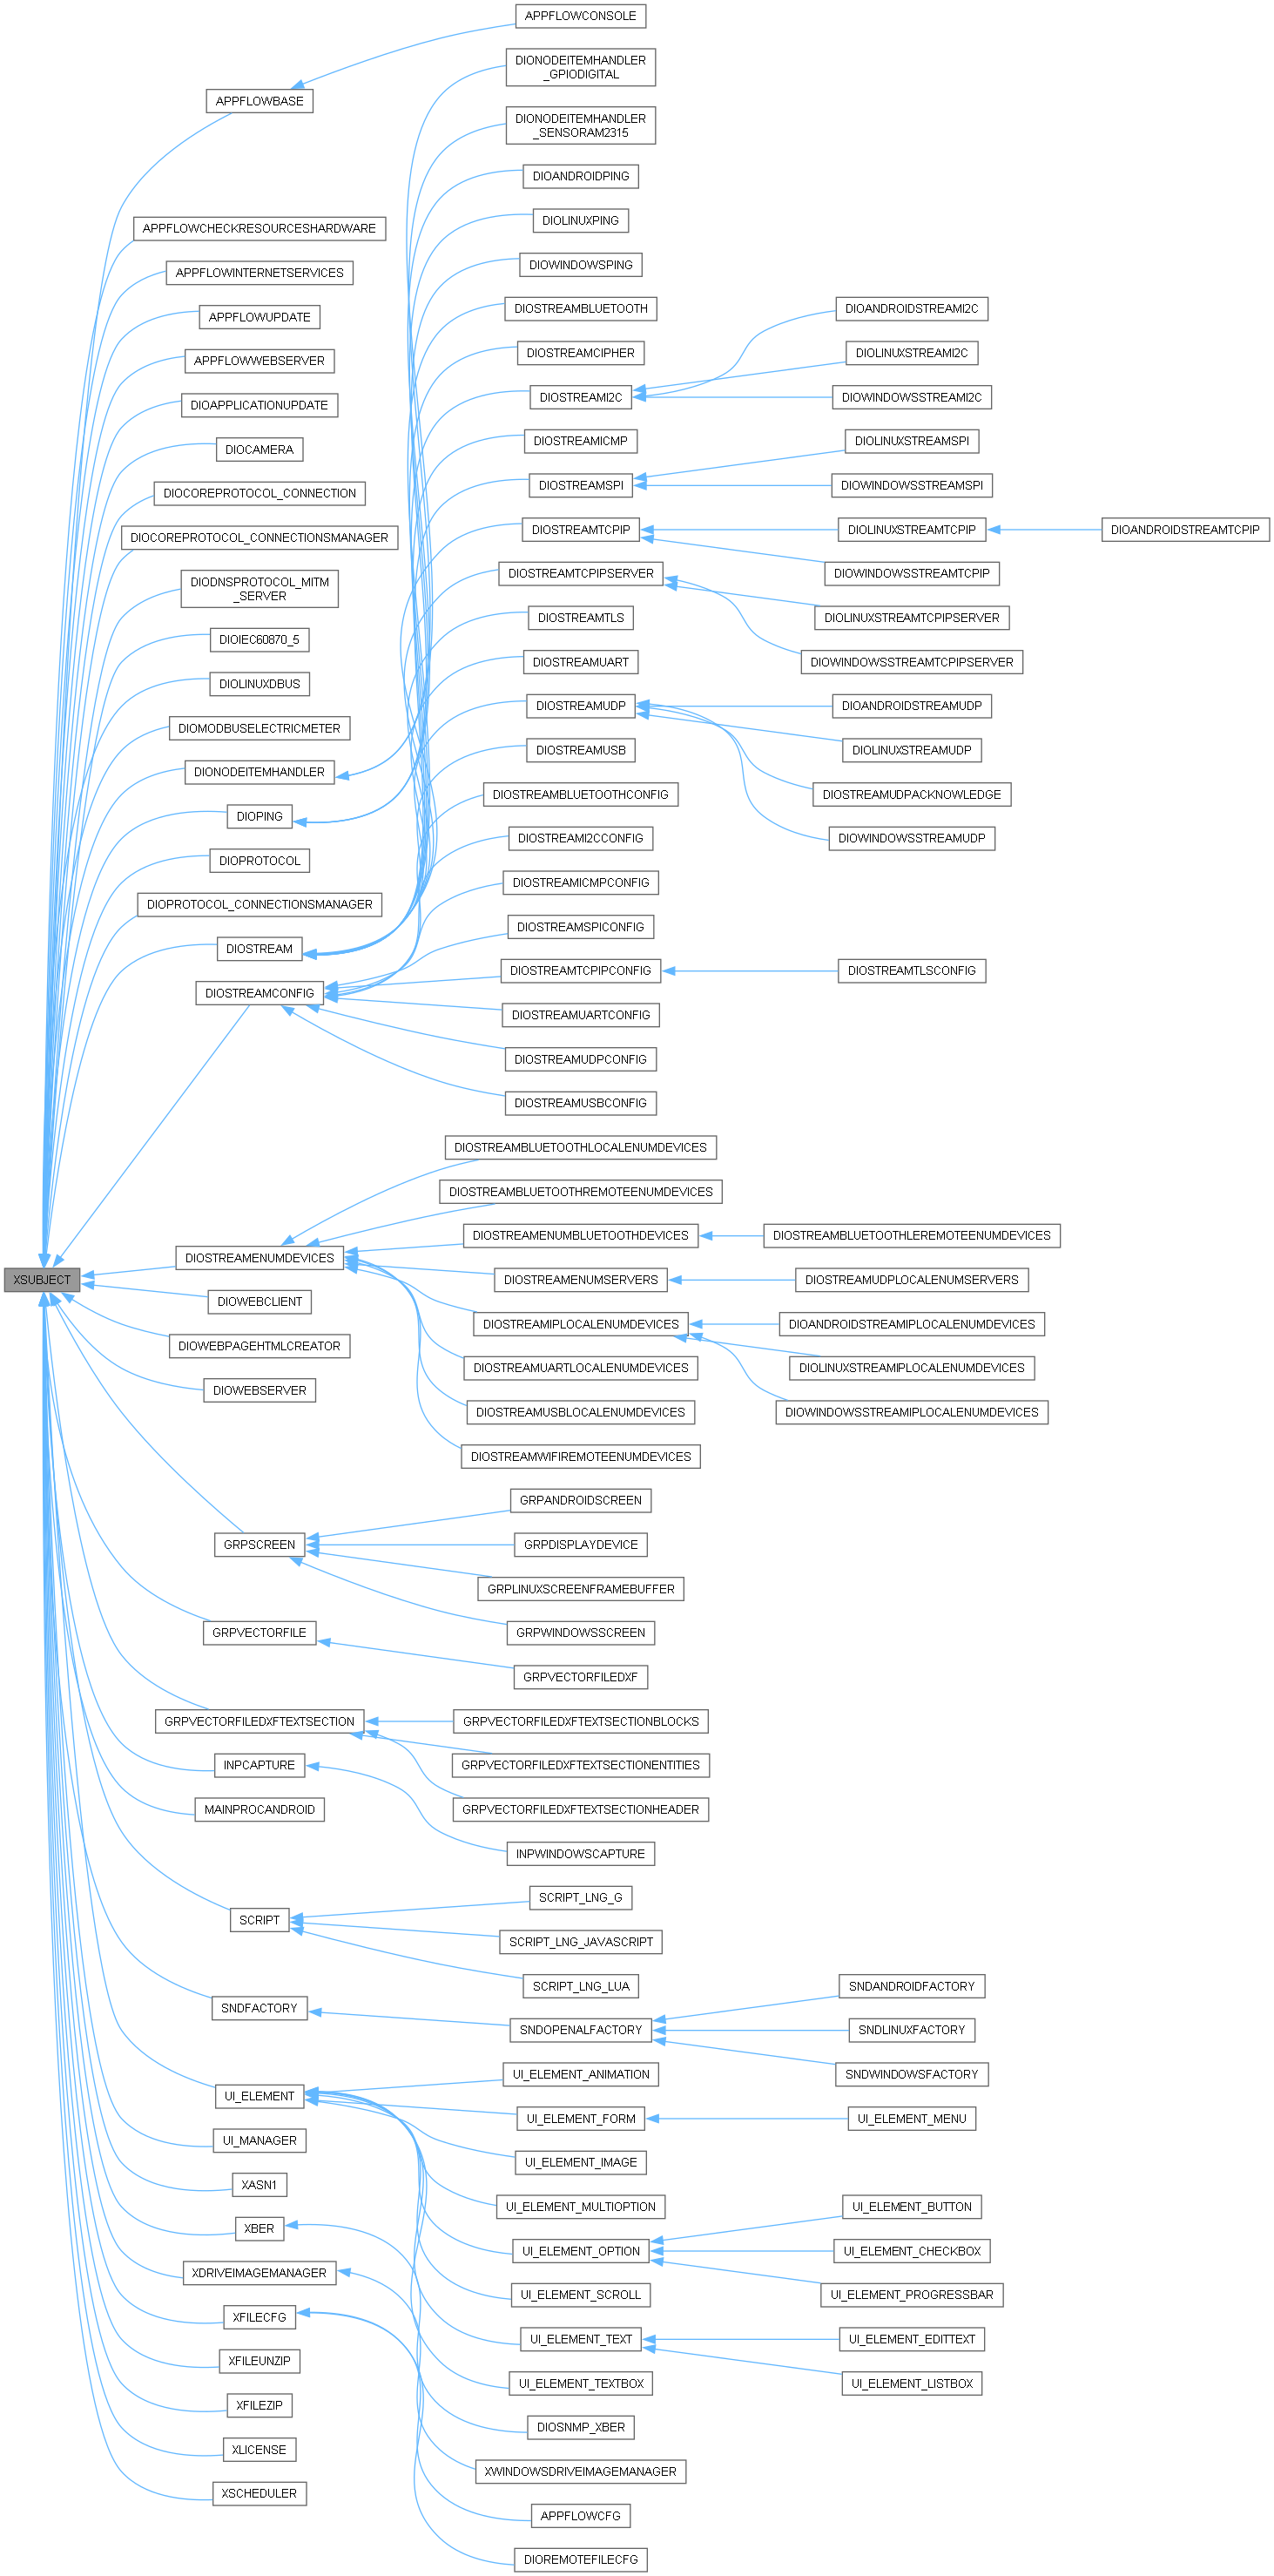 APPFLOWCONSOLE
DIONODEITEMHANDLER
_GPIODIGITAL
APPFLOWBASE
DIONODEITEMHANDLER
_SENSORAM2315
DIOANDROIDPING
DIOLINUXPING
APPFLOWCHECKRESOURCESHARDWARE
DIOWINDOWSPING
APPFLOWINTERNETSERVICES
DIOSTREAMBLUETOOTH
DIOANDROIDSTREAMI2C
APPFLOWUPDATE
DIOSTREAMCIPHER
DIOLINUXSTREAMI2C
APPFLOWWEBSERVER
DIOSTREAMI2C
DIOWINDOWSSTREAMI2C
DIOAPPLICATIONUPDATE
DIOSTREAMICMP
DIOLINUXSTREAMSPI
DIOCAMERA
DIOSTREAMSPI
DIOWINDOWSSTREAMSPI
DIOCOREPROTOCOL_CONNECTION
DIOSTREAMTCPIP
DIOLINUXSTREAMTCPIP
DIOANDROIDSTREAMTCPIP
DIOCOREPROTOCOL_CONNECTIONSMANAGER
DIOSTREAMTCPIPSERVER
DIOWINDOWSSTREAMTCPIP
DIODNSPROTOCOL_MITM
_SERVER
DIOSTREAMTLS
DIOLINUXSTREAMTCPIPSERVER
DIOIEC60870_5
DIOSTREAMUART
DIOWINDOWSSTREAMTCPIPSERVER
DIOLINUXDBUS
DIOSTREAMUDP
DIOANDROIDSTREAMUDP
DIOMODBUSELECTRICMETER
DIOSTREAMUSB
DIOLINUXSTREAMUDP
DIONODEITEMHANDLER
DIOSTREAMBLUETOOTHCONFIG
DIOSTREAMUDPACKNOWLEDGE
DIOPING
DIOSTREAMI2CCONFIG
DIOWINDOWSSTREAMUDP
DIOPROTOCOL
DIOSTREAMICMPCONFIG
DIOPROTOCOL_CONNECTIONSMANAGER
DIOSTREAMSPICONFIG
DIOSTREAM
DIOSTREAMTCPIPCONFIG
DIOSTREAMTLSCONFIG
DIOSTREAMCONFIG
DIOSTREAMUARTCONFIG
DIOSTREAMUDPCONFIG
DIOSTREAMUSBCONFIG
DIOSTREAMBLUETOOTHLOCALENUMDEVICES
DIOSTREAMBLUETOOTHREMOTEENUMDEVICES
DIOSTREAMENUMBLUETOOTHDEVICES
DIOSTREAMBLUETOOTHLEREMOTEENUMDEVICES
DIOSTREAMENUMDEVICES
XSUBJECT
DIOSTREAMENUMSERVERS
DIOSTREAMUDPLOCALENUMSERVERS
DIOWEBCLIENT
DIOSTREAMIPLOCALENUMDEVICES
DIOANDROIDSTREAMIPLOCALENUMDEVICES
DIOWEBPAGEHTMLCREATOR
DIOSTREAMUARTLOCALENUMDEVICES
DIOLINUXSTREAMIPLOCALENUMDEVICES
DIOWEBSERVER
DIOSTREAMUSBLOCALENUMDEVICES
DIOWINDOWSSTREAMIPLOCALENUMDEVICES
DIOSTREAMWIFIREMOTEENUMDEVICES
GRPANDROIDSCREEN
GRPSCREEN
GRPDISPLAYDEVICE
GRPLINUXSCREENFRAMEBUFFER
GRPVECTORFILE
GRPWINDOWSSCREEN
GRPVECTORFILEDXF
GRPVECTORFILEDXFTEXTSECTION
GRPVECTORFILEDXFTEXTSECTIONBLOCKS
INPCAPTURE
GRPVECTORFILEDXFTEXTSECTIONENTITIES
MAINPROCANDROID
GRPVECTORFILEDXFTEXTSECTIONHEADER
INPWINDOWSCAPTURE
SCRIPT
SCRIPT_LNG_G
SCRIPT_LNG_JAVASCRIPT
SCRIPT_LNG_LUA
SNDANDROIDFACTORY
SNDFACTORY
SNDOPENALFACTORY
SNDLINUXFACTORY
SNDWINDOWSFACTORY
UI_ELEMENT
UI_ELEMENT_ANIMATION
UI_ELEMENT_FORM
UI_ELEMENT_MENU
UI_MANAGER
UI_ELEMENT_IMAGE
XASN1
UI_ELEMENT_MULTIOPTION
UI_ELEMENT_BUTTON
XBER
UI_ELEMENT_OPTION
UI_ELEMENT_CHECKBOX
XDRIVEIMAGEMANAGER
UI_ELEMENT_SCROLL
UI_ELEMENT_PROGRESSBAR
XFILECFG
UI_ELEMENT_TEXT
UI_ELEMENT_EDITTEXT
XFILEUNZIP
UI_ELEMENT_TEXTBOX
UI_ELEMENT_LISTBOX
XFILEZIP
DIOSNMP_XBER
XLICENSE
XWINDOWSDRIVEIMAGEMANAGER
XSCHEDULER
APPFLOWCFG
DIOREMOTEFILECFG